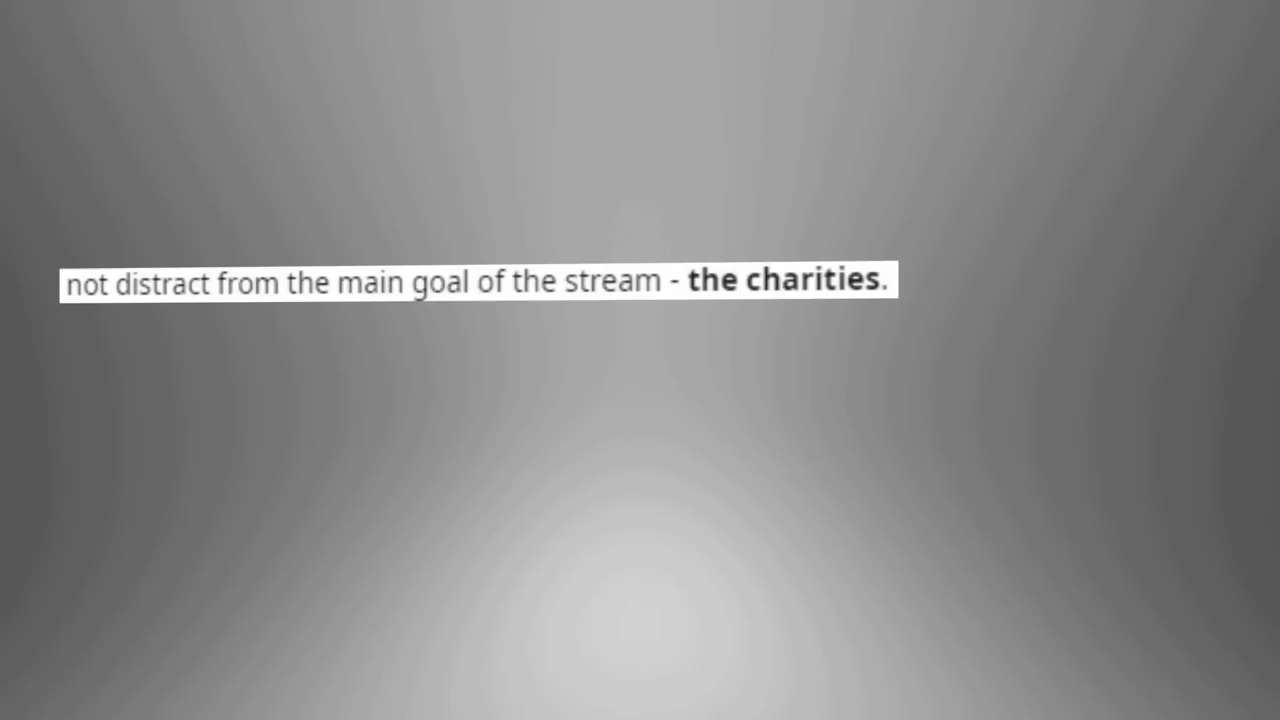 not distract from the main goal of the stream - the charities.